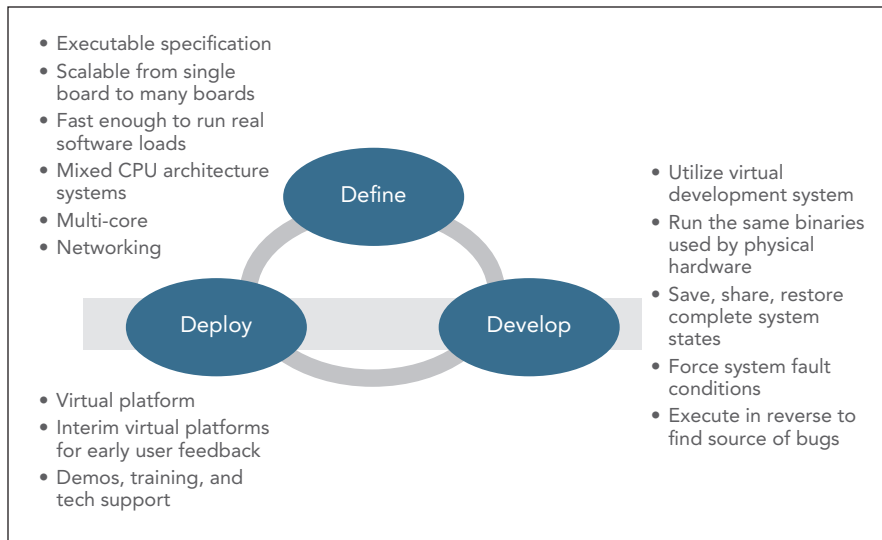 • Executable specification
• Scalable from single
board to many boards
• Fast enough to run real
software loads
• Mixed CPU architecture
systems
• Multi-core
• Networking
Define
• Utilize virtual
development system
• Run the same binaries
used by physical
hardware
• Save, share, restore
complete system
states
• Force system fault
conditions
• Execute in reverse to
find source of bugs
Deploy
Develop
• Virtual platform
• Interim virtual platforms
for early user feedback
• Demos, training, and
tech support